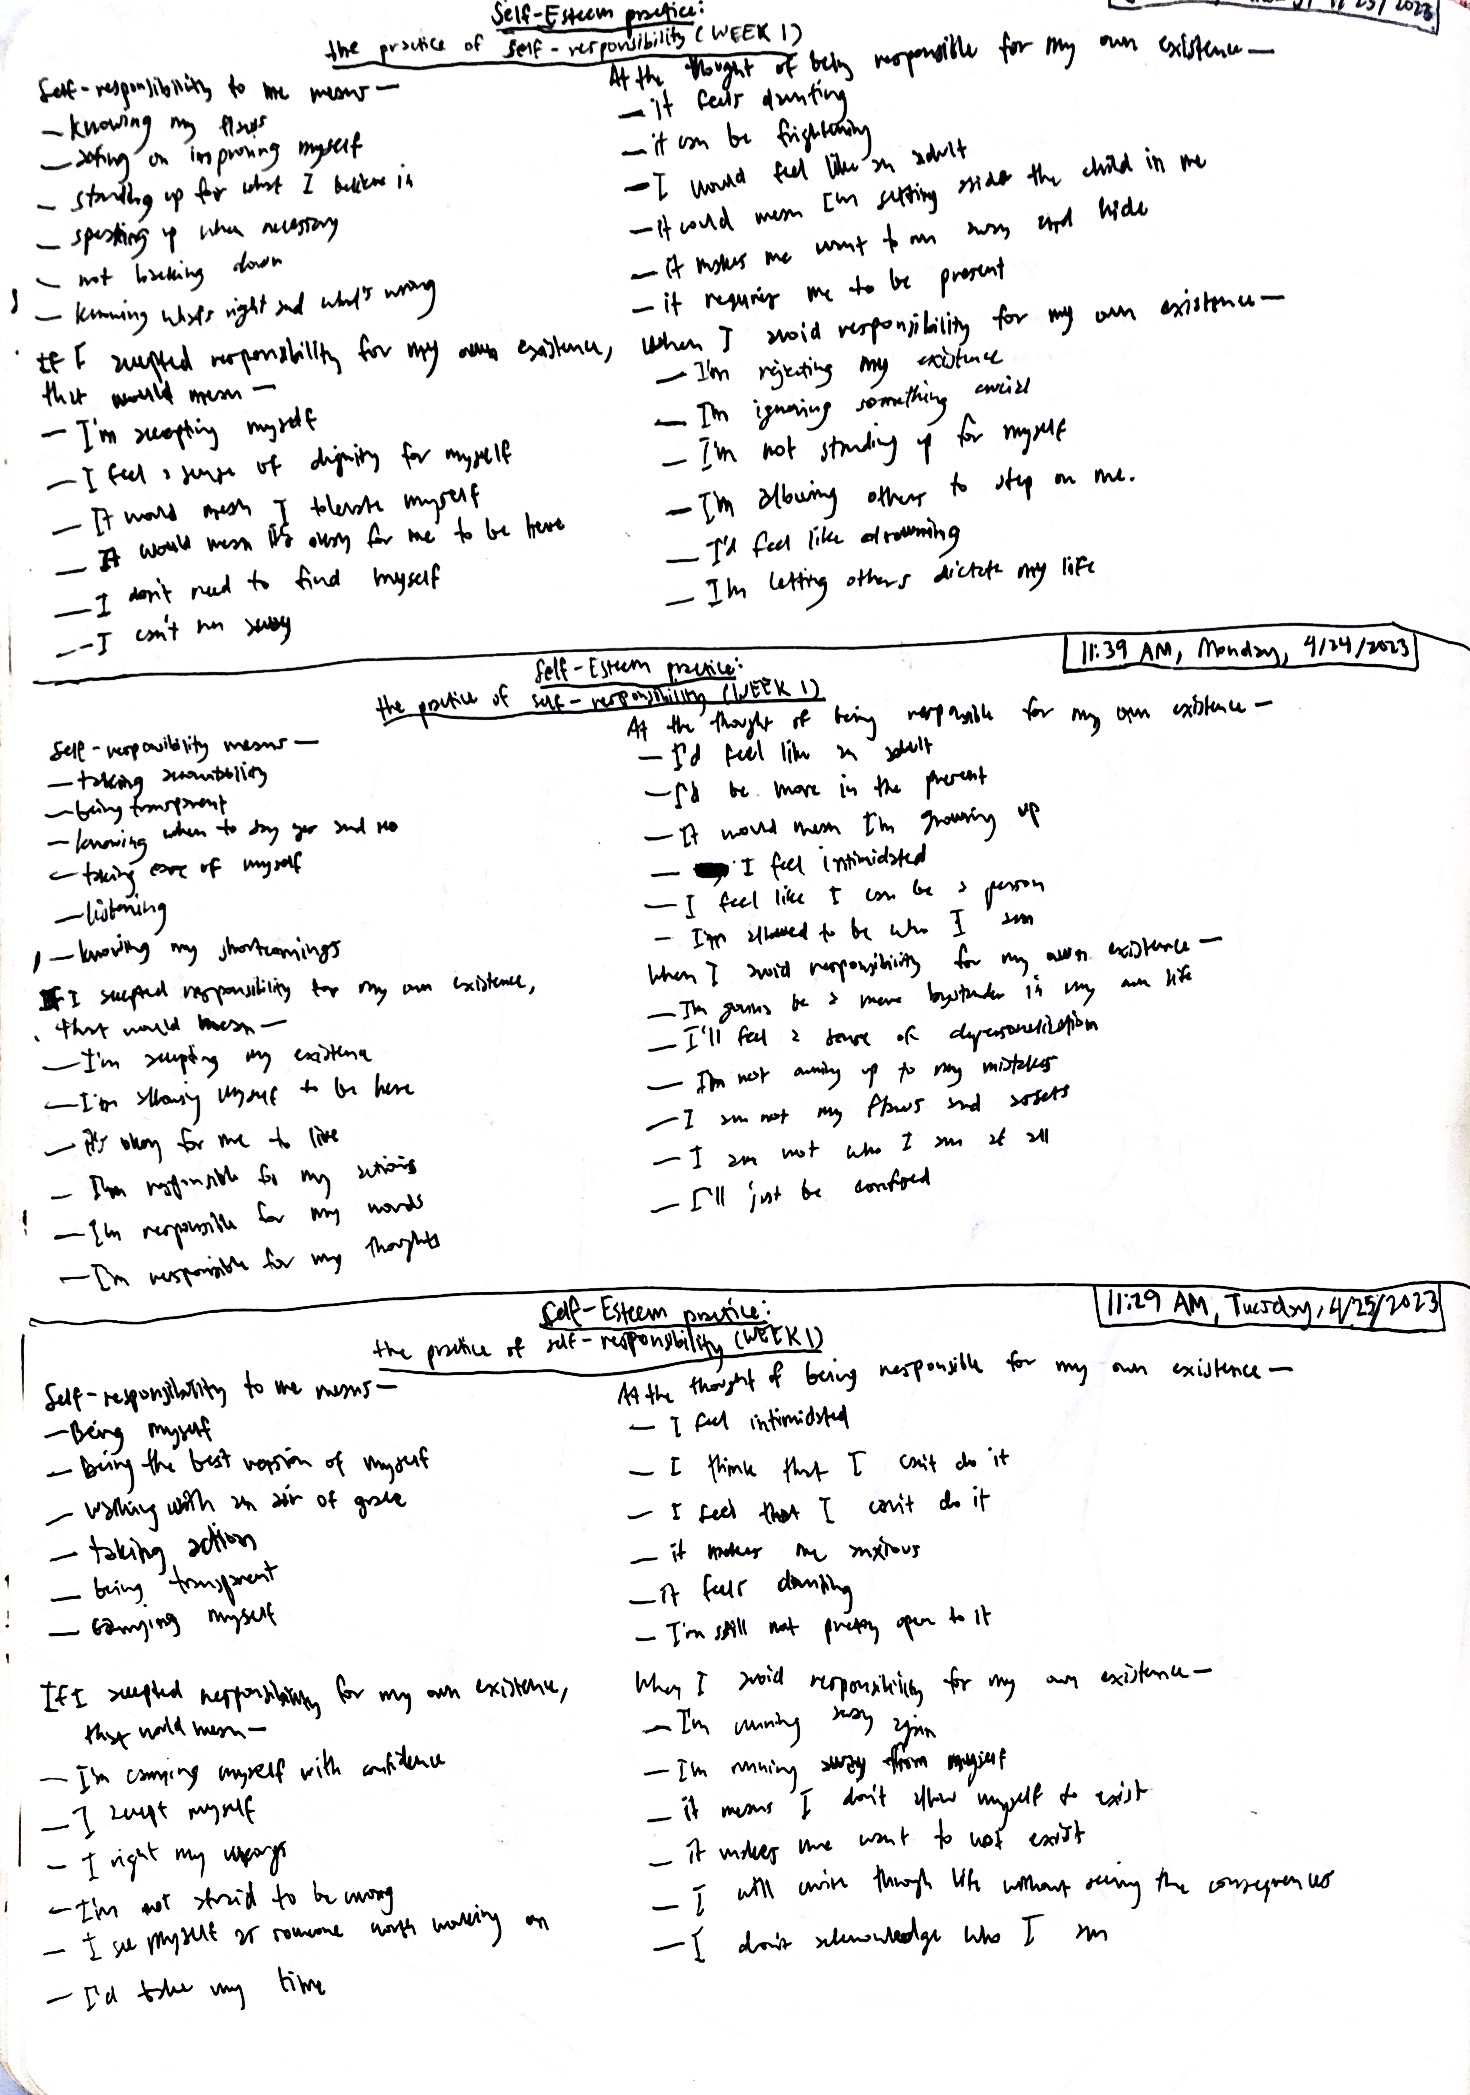 Self-Esteem practice:
the practice of self-responsibility (WEEK 1)
Self-responsibility to me means—
— knowing my flaws
— acting on improving myself
— standing up for what I believe in
— speaking up when necessary
— not backing down
— knowing what's right and what's wrong
If I accepted responsibility for my own existence,
that would mean—
— I'm accepting myself
— I feel a sense of dignity for myself
— It would mean I tolerate myself
— It would mean it's okay for me to be here
— I don't need to find myself
— I can't run away
At the thought of being responsible for my own existence—
— it feels daunting
— it can be frightening
— I would feel like an adult
— it could mean I'm setting aside the child in me
— it makes me want to run away and hide
— it requires me to be present
When I avoid responsibility for my own existence—
— I'm rejecting my existence
— I'm ignoring something crucial
— I'm not standing up for myself
— I'm allowing others to step on me.
— I'd feel like drowning
— I'm letting others dictate my life
11:39 AM, Monday, 4/24/2023
Self-Esteem practice:
the practice of self-responsibility (WEEK 1)
Self-responsibility means—
— taking accountability
— being transparent
— knowing when to say yes and no
— taking care of myself
— listening
— knowing my shortcomings
If I accepted responsibility for my own existence,
that would mean—
— I'm accepting my existence
— I'm allowing myself to be here
— it's okay for me to live
— I'm responsible for my actions
— I'm responsible for my words
— I'm responsible for my thoughts
At the thought of being responsible for my own existence—
— I'd feel like an adult
— I'd be more in the present
— It would mean I'm growing up
— I feel intimidated
— I feel like I can be a person
— I'm allowed to be who I am
When I avoid responsibility for my own existence—
— I'm gonna be a mere bystander in my own life
— I'll feel a sense of depersonalization
— I'm not owning up to my mistakes
— I am not my flaws and assets
— I am not who I am at all
— I'll just be confused
11:29 AM, Tuesday, 4/25/2023
Self-Esteem practice:
the practice of self-responsibility (WEEK 1)
Self-responsibility to me means—
— Being myself
— Being the best version of myself
— walking with an air of grace
— taking action
— being transparent
— carrying myself
If I accepted responsibility for my own existence,
that would mean—
— I'm carrying myself with confidence
— I accept myself
— I right my wrongs
— I'm not afraid to be wrong
— I see myself as someone worth working on
— I'd take my time
At the thought of being responsible for my own existence—
— I feel intimidated
— I think that I can't do it
— I feel that I can't do it
— it makes me anxious
— it feels daunting
— I'm still not pretty open to it
When I avoid responsibility for my own existence—
— I'm running away again
— I'm running away from myself
— it means I don't allow myself to exist
— it makes me want to not exist
— I will cruise through life without seeing the consequences
— I don't acknowledge who I am